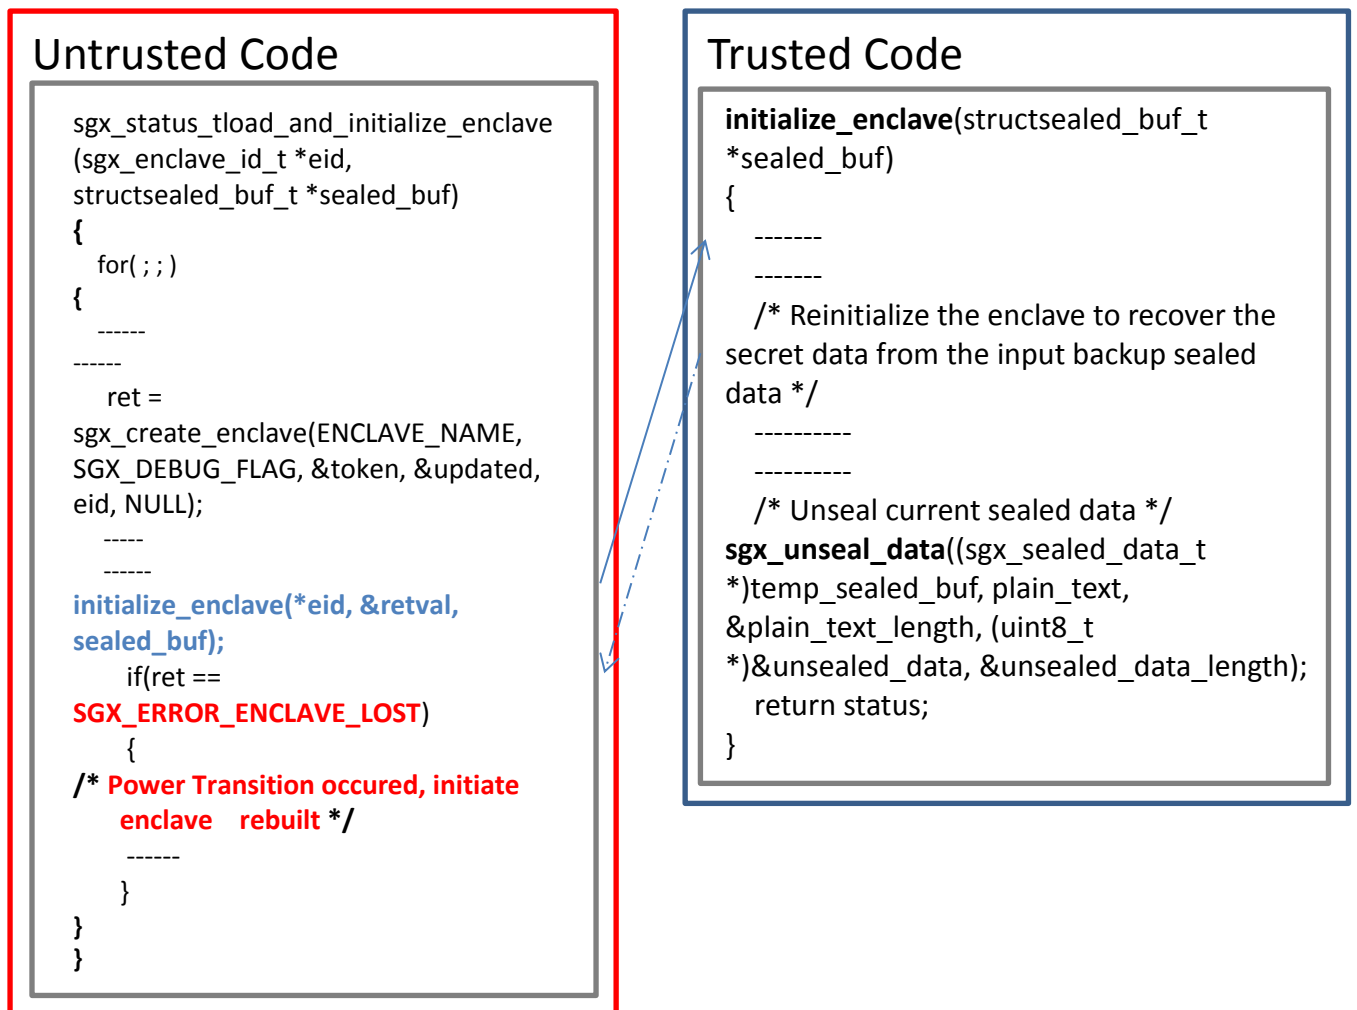 Untrusted Code
sgx_status_tload_and_initialize_enclave
(sgx_enclave_id_t *eid,
structsealed_buf_t *sealed_buf)
{
for( ; ; )
{
------
------
ret =
sgx_create_enclave(ENCLAVE_NAME,
SGX_DEBUG_FLAG, &token, &updated,
eid, NULL);
-----
------
initialize_enclave(*eid, &retval,
sealed_buf);
if(ret ==
SGX_ERROR_ENCLAVE_LOST)
{
/* Power Transition occured, initiate
enclave rebuilt */
------
}
}
}
Trusted Code
initialize_enclave(structsealed_buf_t
*sealed_buf)
{
-------
-------
/* Reinitialize the enclave to recover the
secret data from the input backup sealed
data */
----------
----------
/* Unseal current sealed data */
sgx_unseal_data((sgx_sealed_data_t
*)temp_sealed_buf, plain_text,
&plain_text_length, (uint8_t
*)&unsealed_data, &unsealed_data_length);
return status;
}